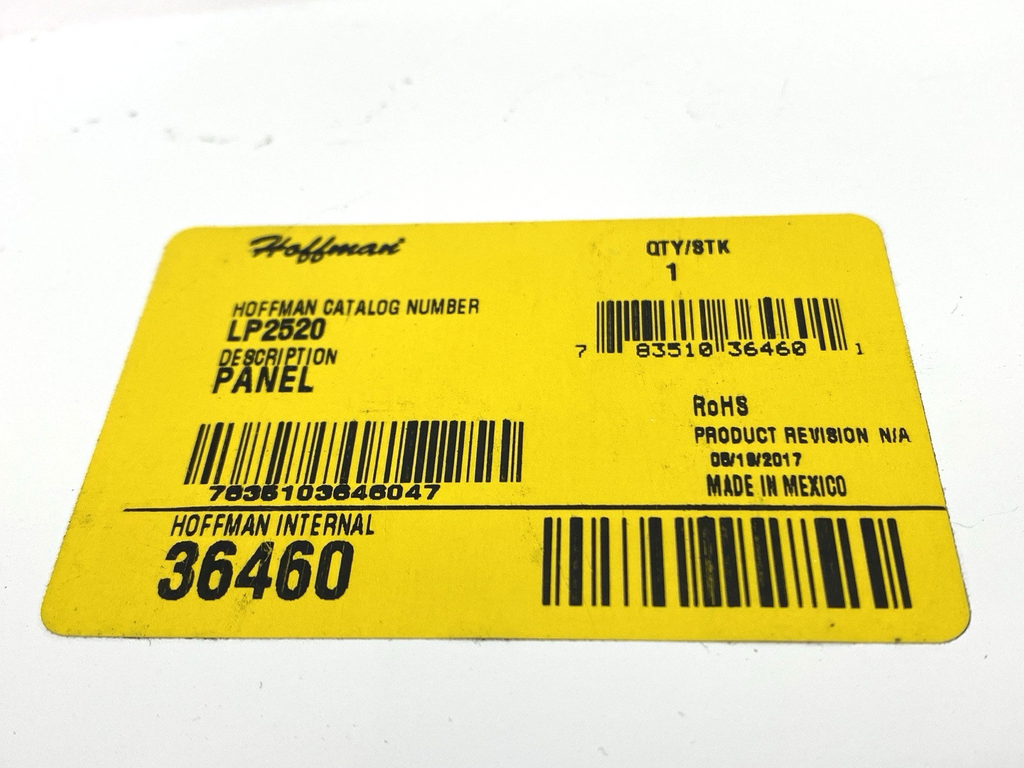 Hoffman
QTY/STK
1
HOFFMAN CATALOG NUMBER
LP2520
DESCRIPTION
PANEL
7 83510 36460 1
RoHS
PRODUCT REVISION N/A
MADE IN MEXICO
HOFFMAN INTERNAL
36460